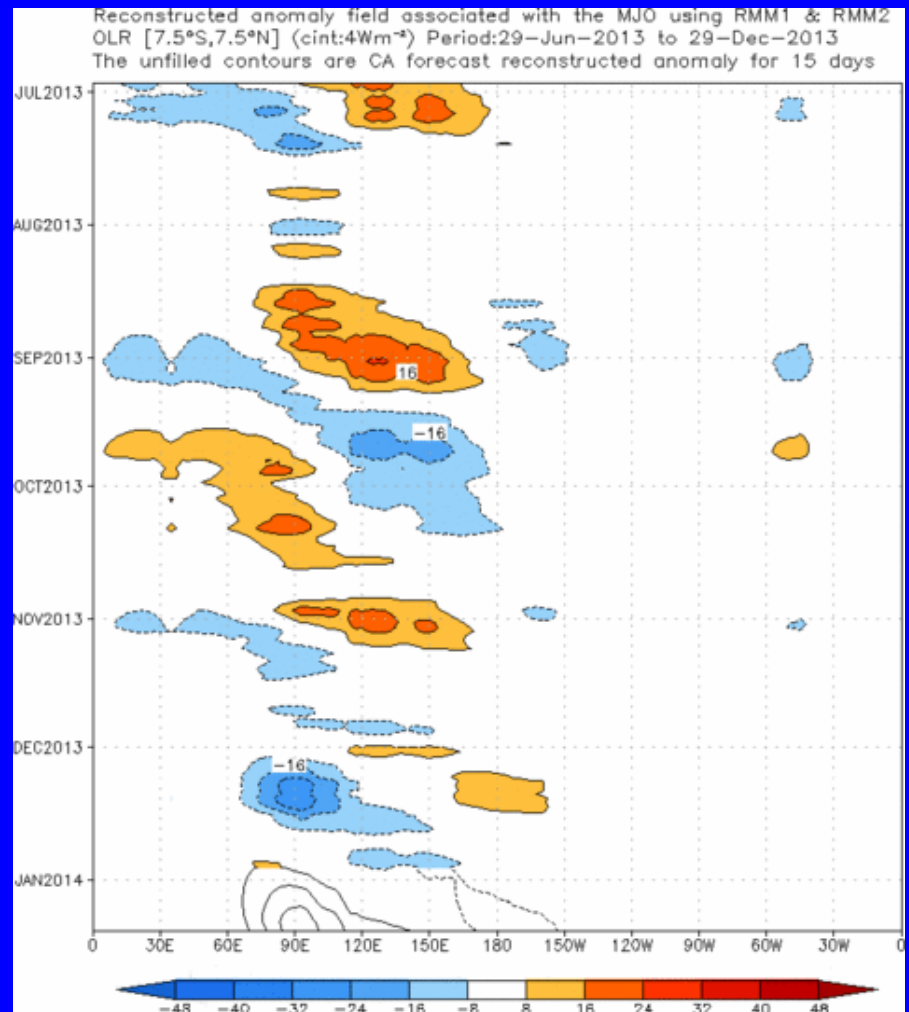 Reconstructed anomaly field associated with the MJO using RMM1 & RMM2
OLR [7.5°S,7.5°N] (cint:4Wm⁻²) Period:29-Jun-2013 to 29-Dec-2013
The unfilled contours are CA forecast reconstructed anomaly for 15 days
JUL2013
AUG2013
SEP2013
16
-16
OCT2013
NOV2013
DEC2013
-16
JAN2014
0 30E 60E 90E 120E 150E 180 150W 120W 90W 60W 30W 0
-48 -40 -32 -24 -16 -8 8 16 24 32 40 48